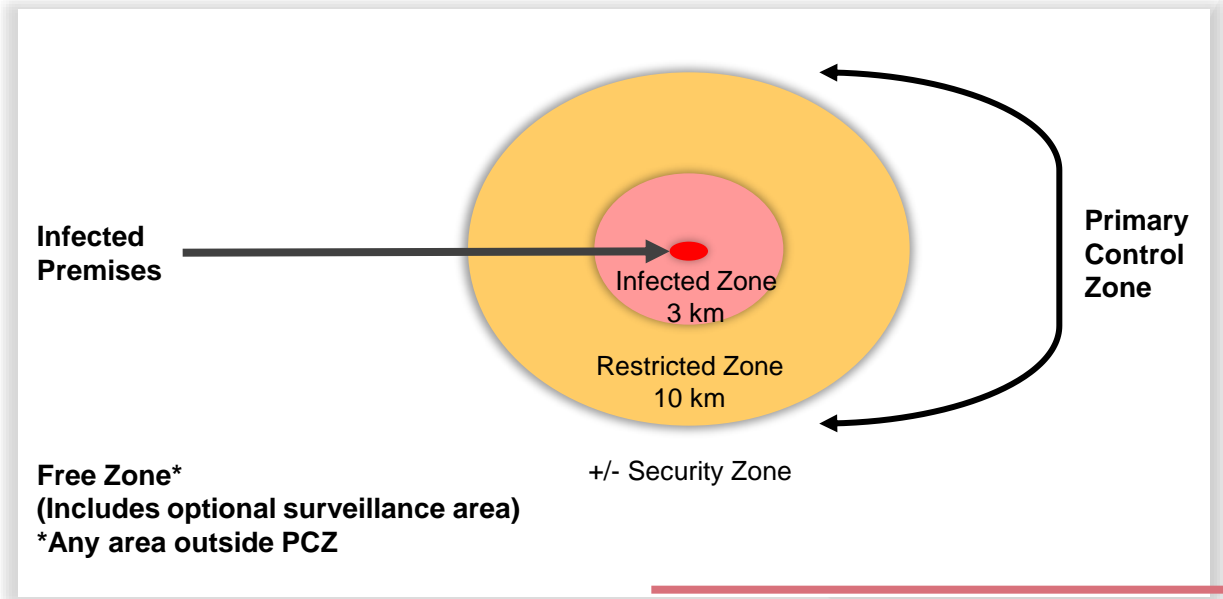 Infected
Premises
Infected Zone
3 km
Restricted Zone
10 km
Primary
Control
Zone
+/- Security Zone
Free Zone*
(Includes optional surveillance area)
*Any area outside PCZ